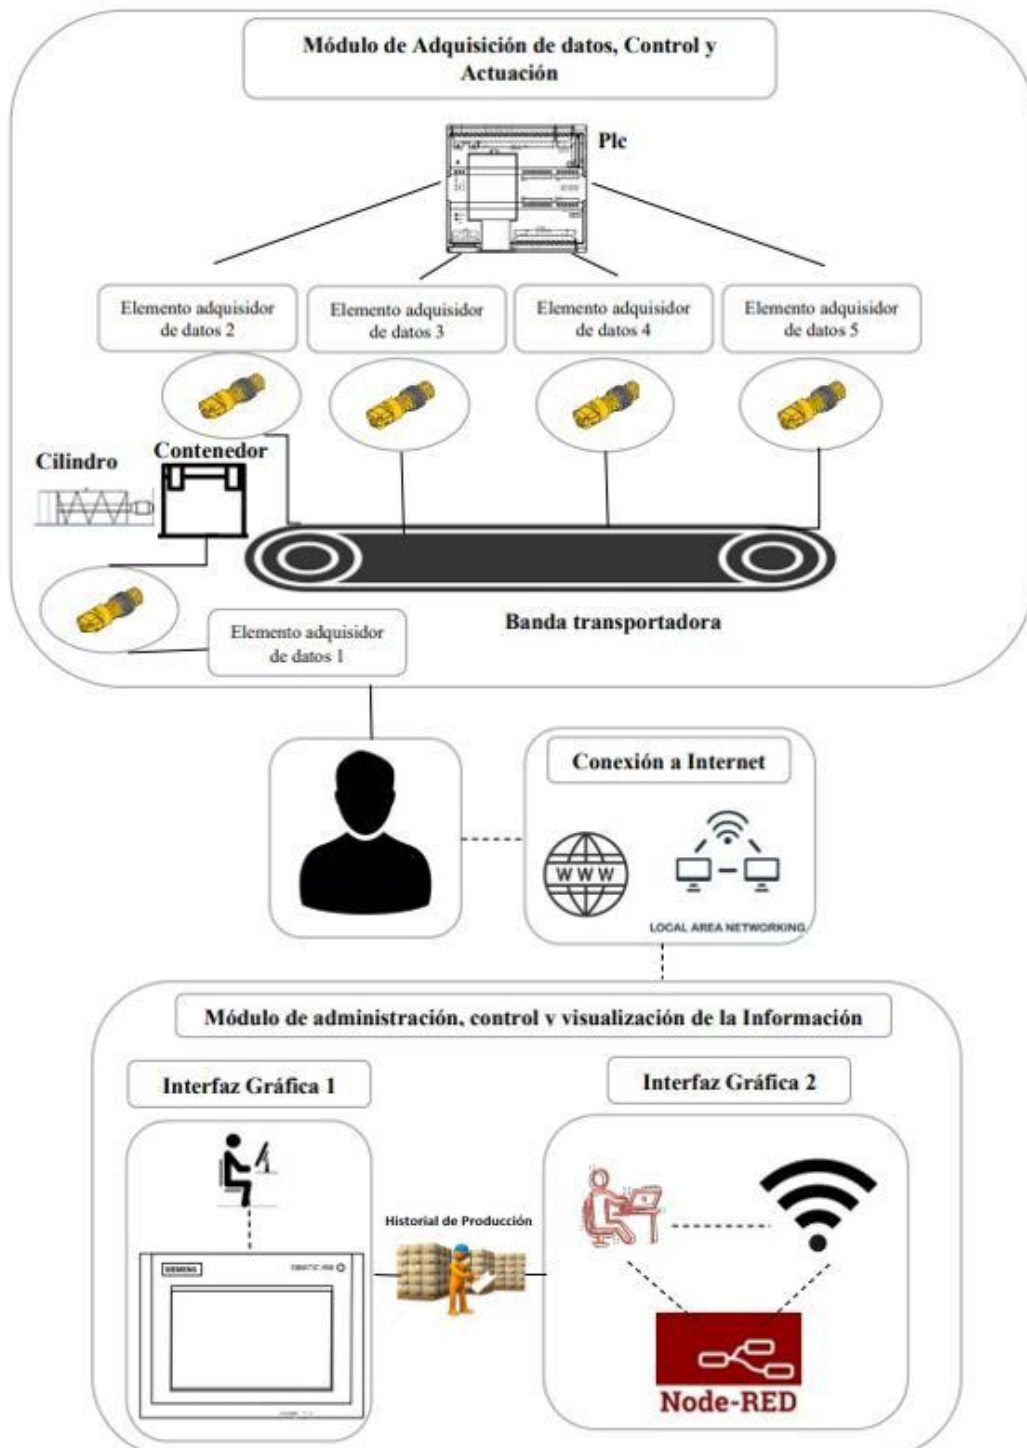 Módulo de Adquisición de datos, Control y
Actuación
Plc
Elemento adquisidor
de datos 2
Elemento adquisidor
de datos 3
Elemento adquisidor
de datos 4
Elemento adquisidor
de datos 5
Cilindro
Contenedor
Banda transportadora
Elemento adquisidor
de datos 1
Conexión a Internet
WWW
LOCAL AREA NETWORKING
Módulo de administración, control y visualización de la Información
Interfaz Gráfica 1
Interfaz Gráfica 2
Historial de Producción
SIEMENS
SIMATIC HMI
Node-RED